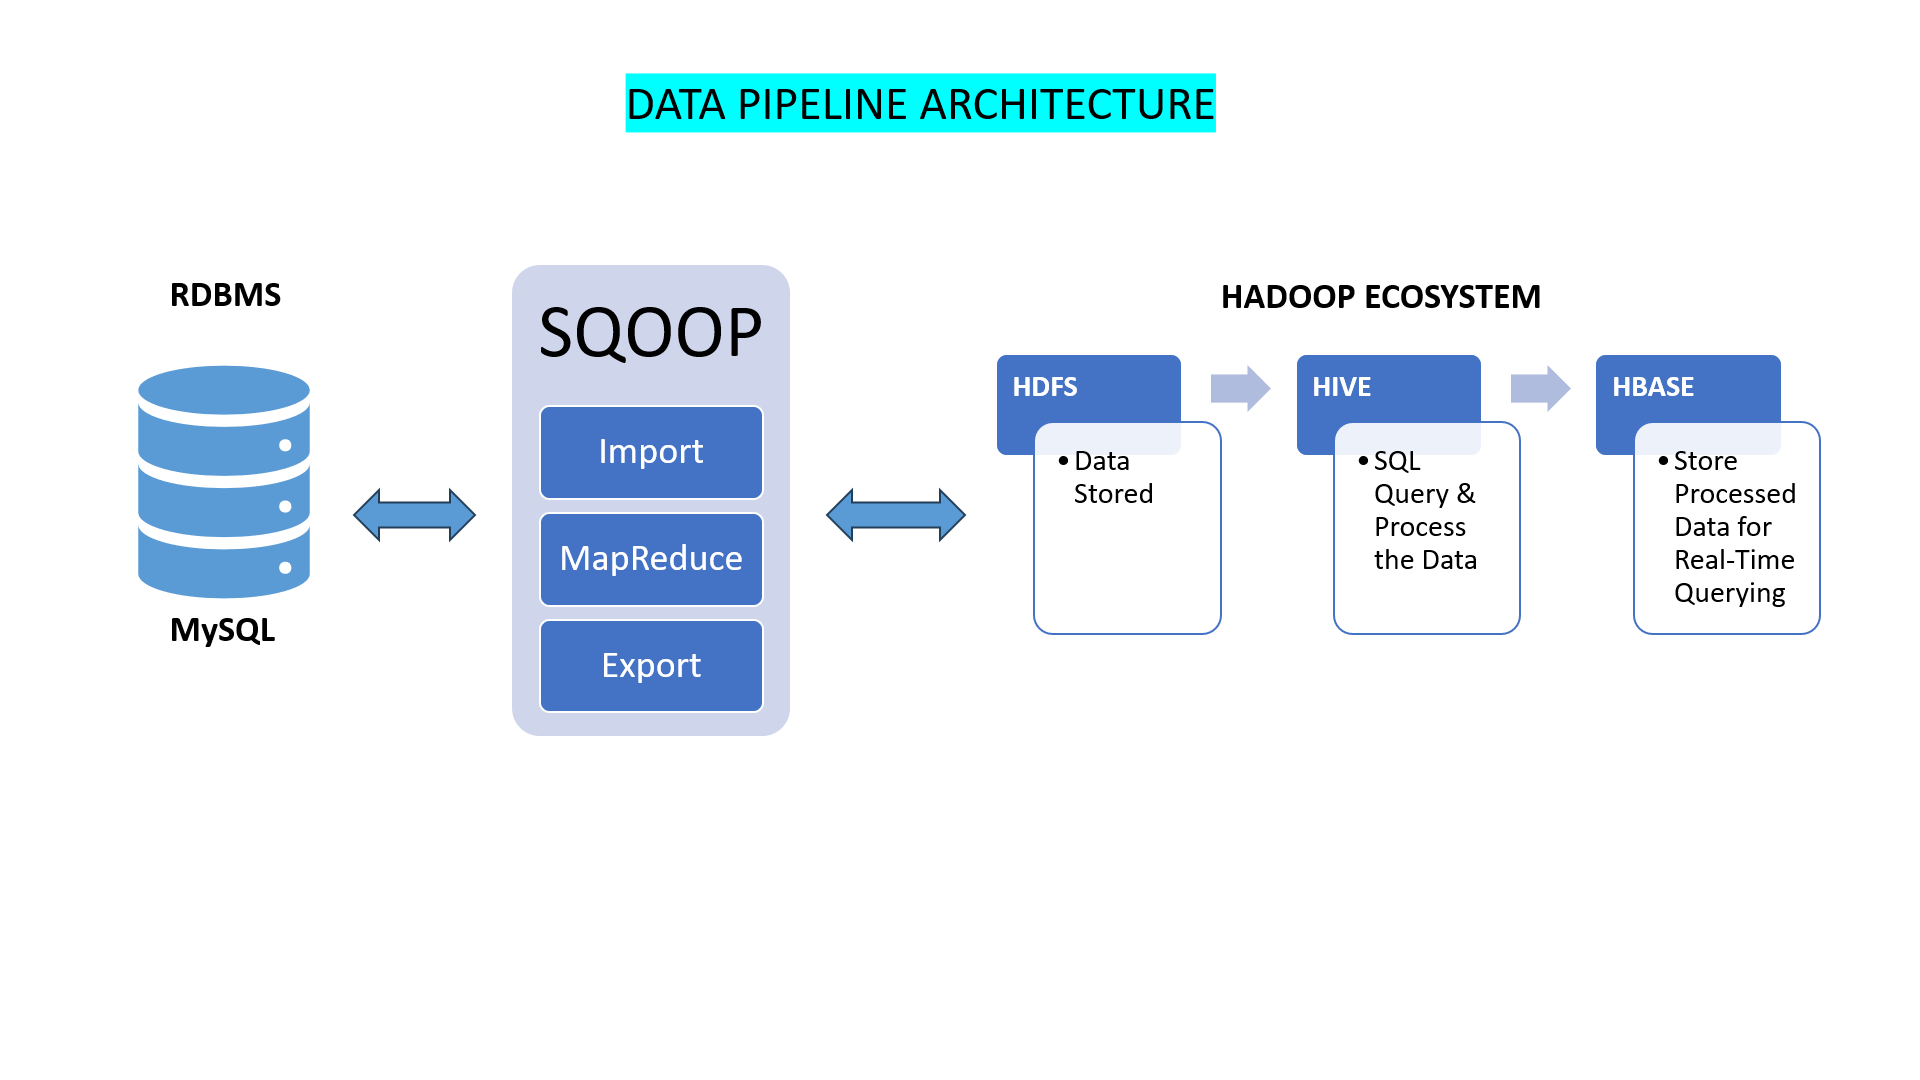 DATA PIPELINE ARCHITECTURE
RDBMS
MySQL
SQOOP
Import
MapReduce
Export
HADOOP ECOSYSTEM
HDFS
•Data
Stored
HIVE
•SQL
Query &
Process
the Data
HBASE
•Store
Processed
Data for
Real-Time
Querying